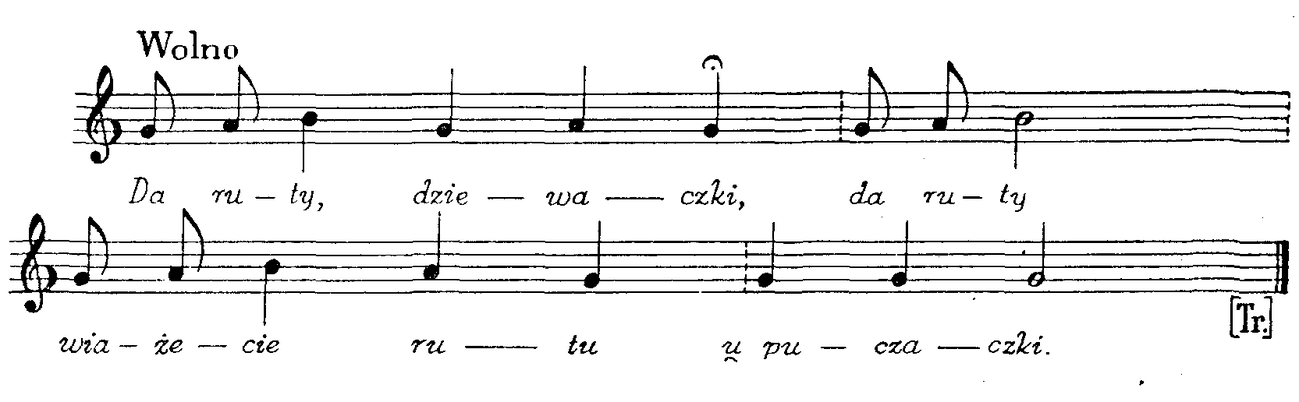 Wolno
Da ru – ty, dzie — wa —— czki, da ru – ty
wia – że — cie ru —— tu u̯ pu — cza — czki.
[Tr.]